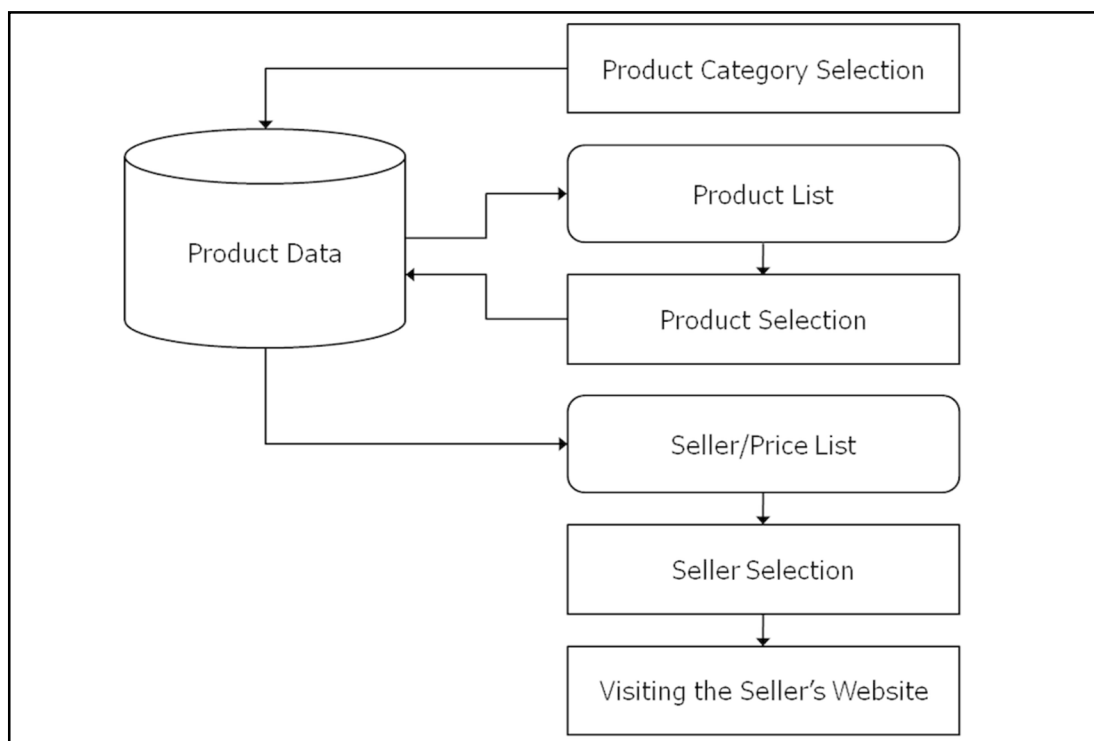 Product Category Selection
Product List
Product Data
Product Selection
Seller/Price List
Seller Selection
Visiting the Seller’s Website